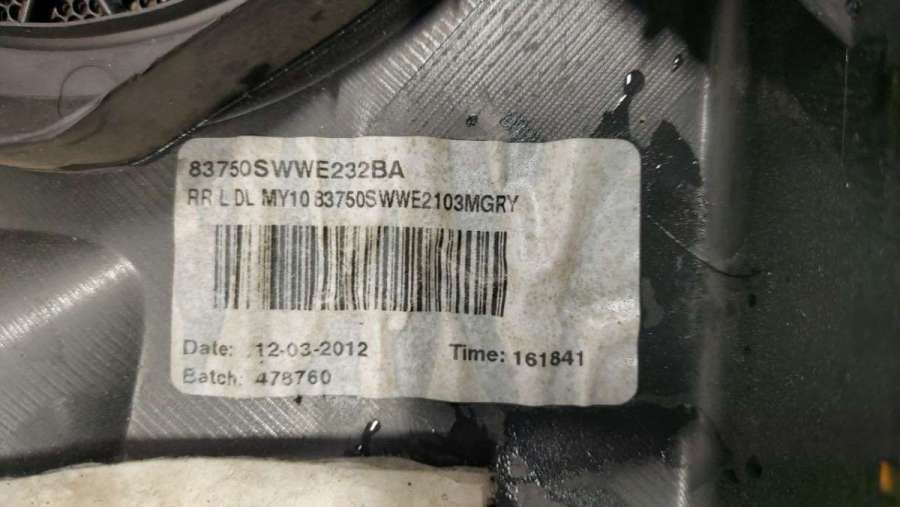 83750SWWE232BA
RR L DL MY10 83750SWWE2103MGRY
Date: 12-03-2012 Time: 161841
Batch: 478760